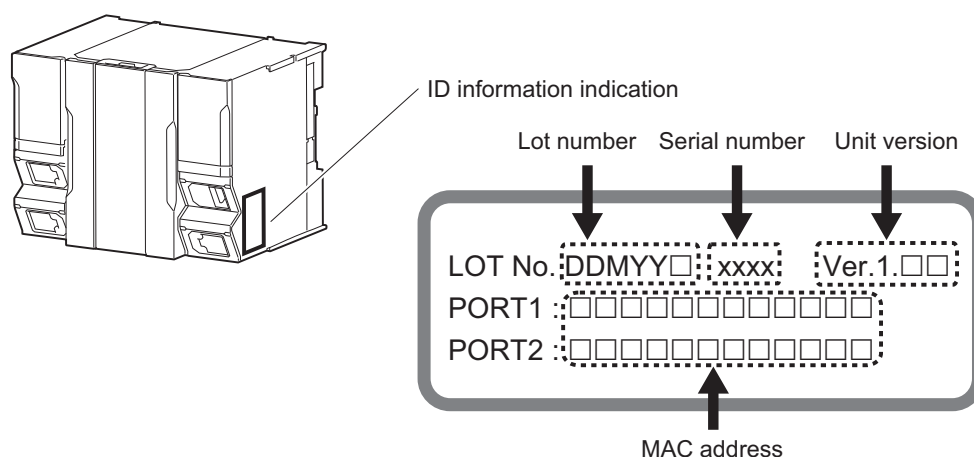 ID information indication
Lot number Serial number Unit version
LOT No. DDMYY□ xxxx Ver.1.□□
PORT1 : □□□□□□□□□□□□
PORT2 : □□□□□□□□□□□□
MAC address